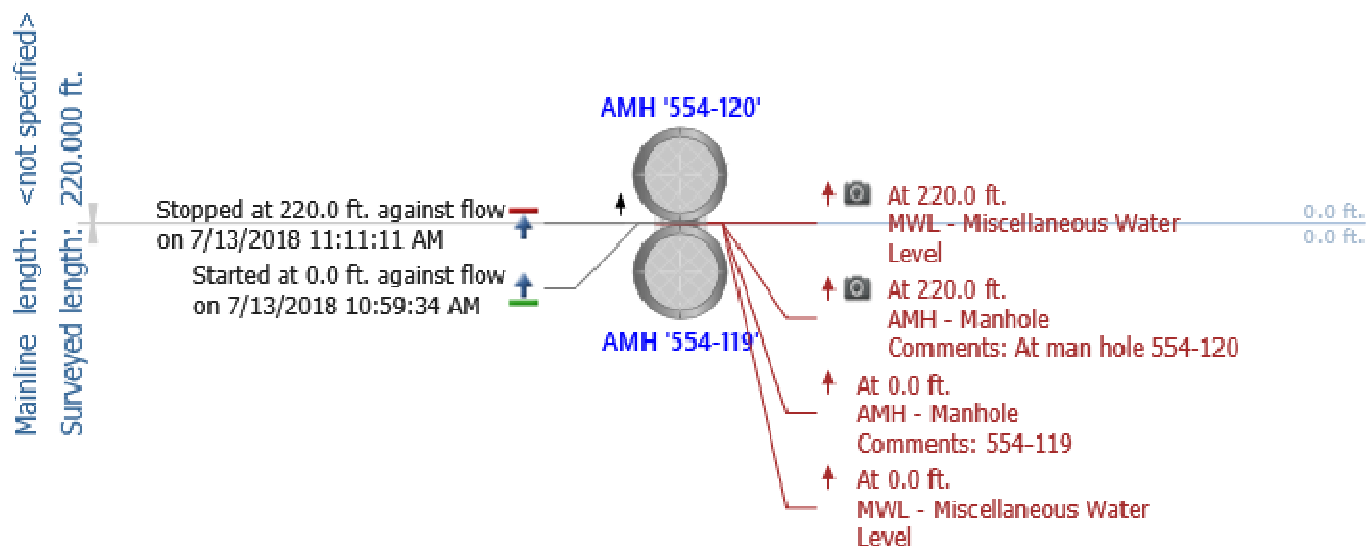 Mainline length: <not specified>
Surveyed length: 220.000 ft.
AMH '554-120'
Stopped at 220.0 ft. against flow
on 7/13/2018 11:11:11 AM
Started at 0.0 ft. against flow
on 7/13/2018 10:59:34 AM
AMH '554-119'
At 220.0 ft.
MWL - Miscellaneous Water
Level
At 220.0 ft.
AMH - Manhole
Comments: At man hole 554-120
At 0.0 ft.
AMH - Manhole
Comments: 554-119
At 0.0 ft.
MWL - Miscellaneous Water
Level
0.0 ft.
0.0 ft.